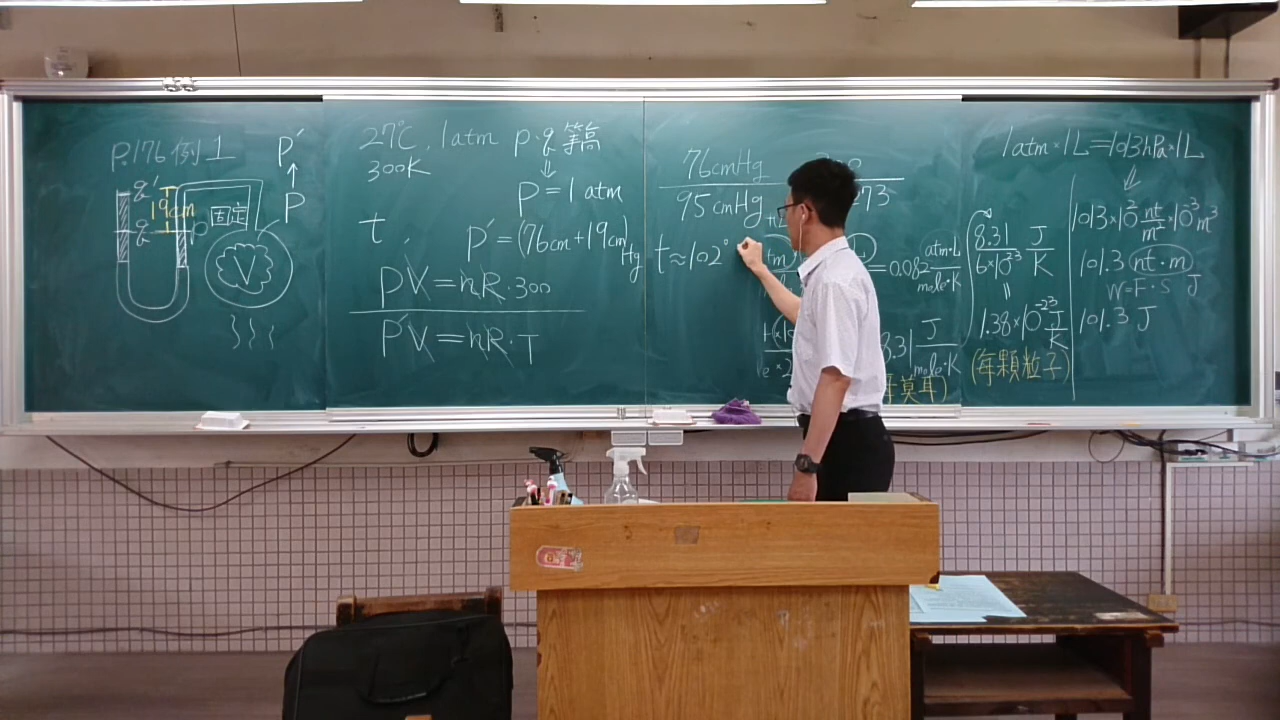 P.176 例1
P′
↑
P
q′
19cm
q
p
固定
V
27℃, 1atm p.q 等高
300K
↓
P = 1 atm
t,
P′ = (76cm+19cm)Hg
PV = nR·300
P′V = nR·T
76cmHg
95cmHg
273
t≈102°
= 0.082 atm·L
mole·K
J
mole·K
8.31 J
6×10²³ K
=
1.38×10⁻²³ J
K
(每顆粒子)
1atm×1L=1013hPa×1L
↓
1013×10² nt/m² ×10⁻³ m³
101.3 nt·m
W=F·S J
101.3 J